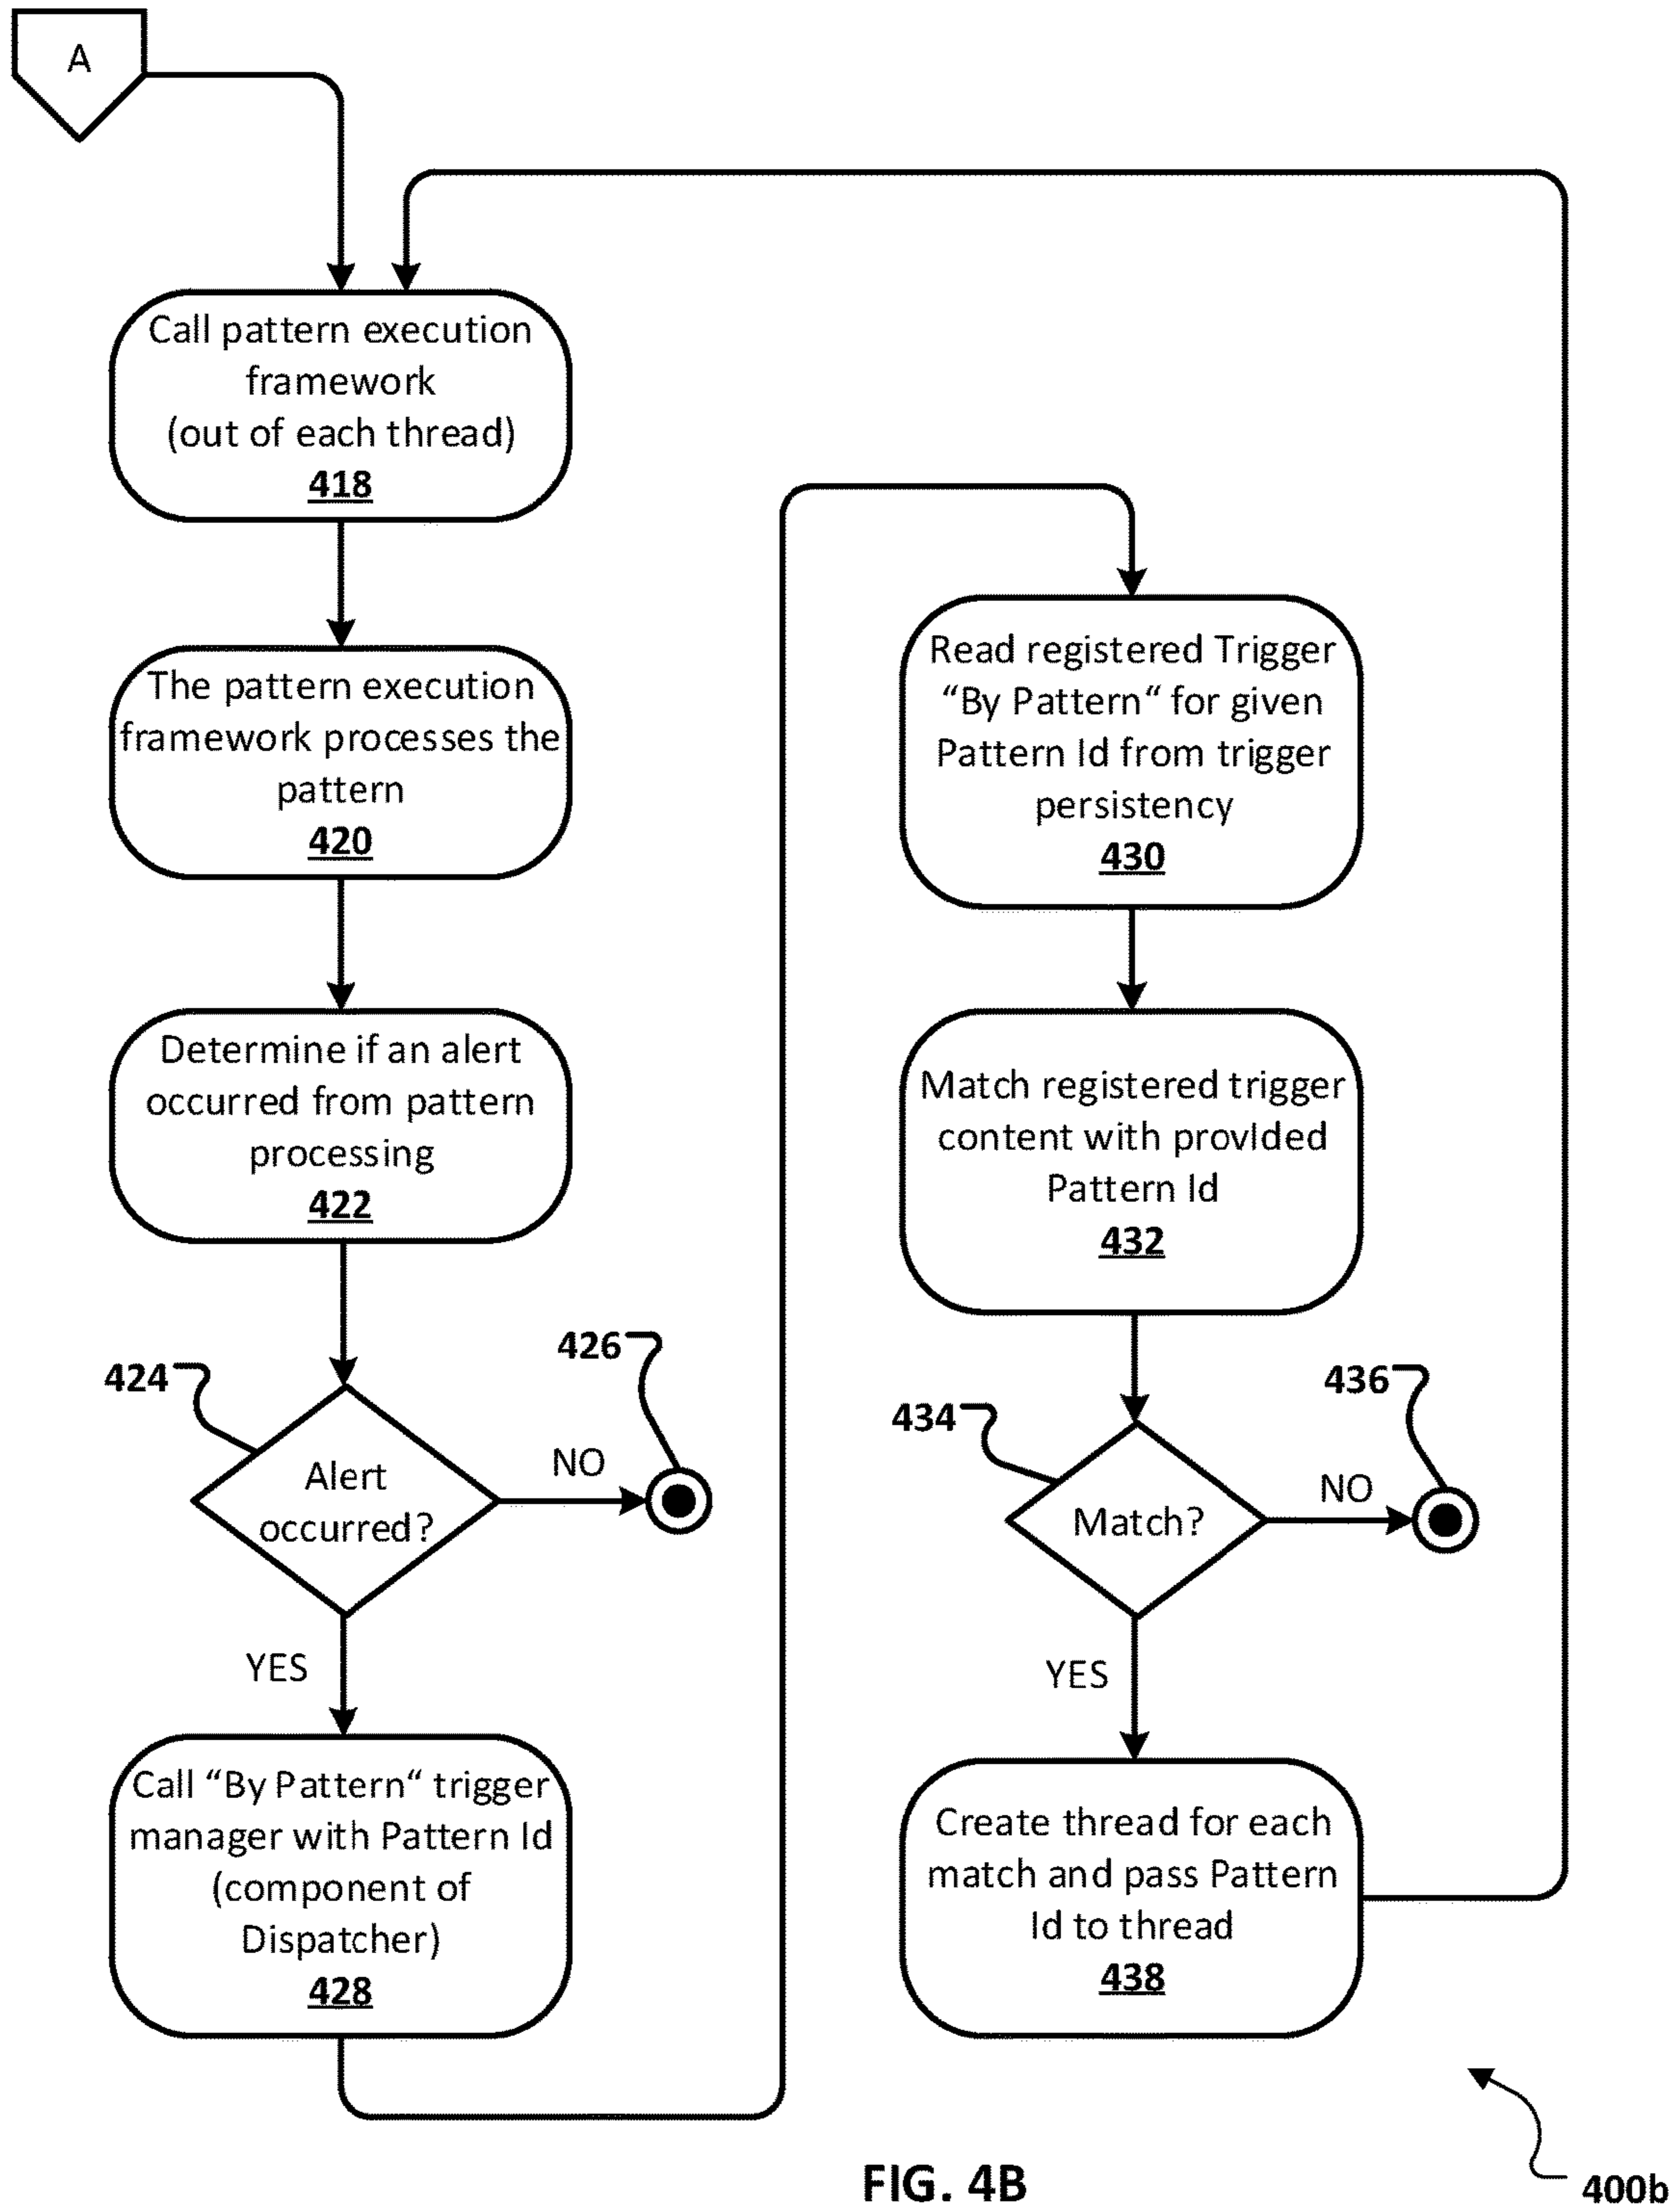 A
Call pattern execution
framework
(out of each thread)
418
The pattern execution
framework processes the
pattern
420
Determine if an alert
occurred from pattern
processing
422
424
426
Alert
occurred?
NO
YES
Call “By Pattern“ trigger
manager with Pattern Id
(component of
Dispatcher)
428
Read registered Trigger
“By Pattern“ for given
Pattern Id from trigger
persistency
430
Match registered trigger
content with provIded
Pattern Id
432
434
436
Match?
NO
YES
Create thread for each
match and pass Pattern
Id to thread
438
400b
FIG. 4B